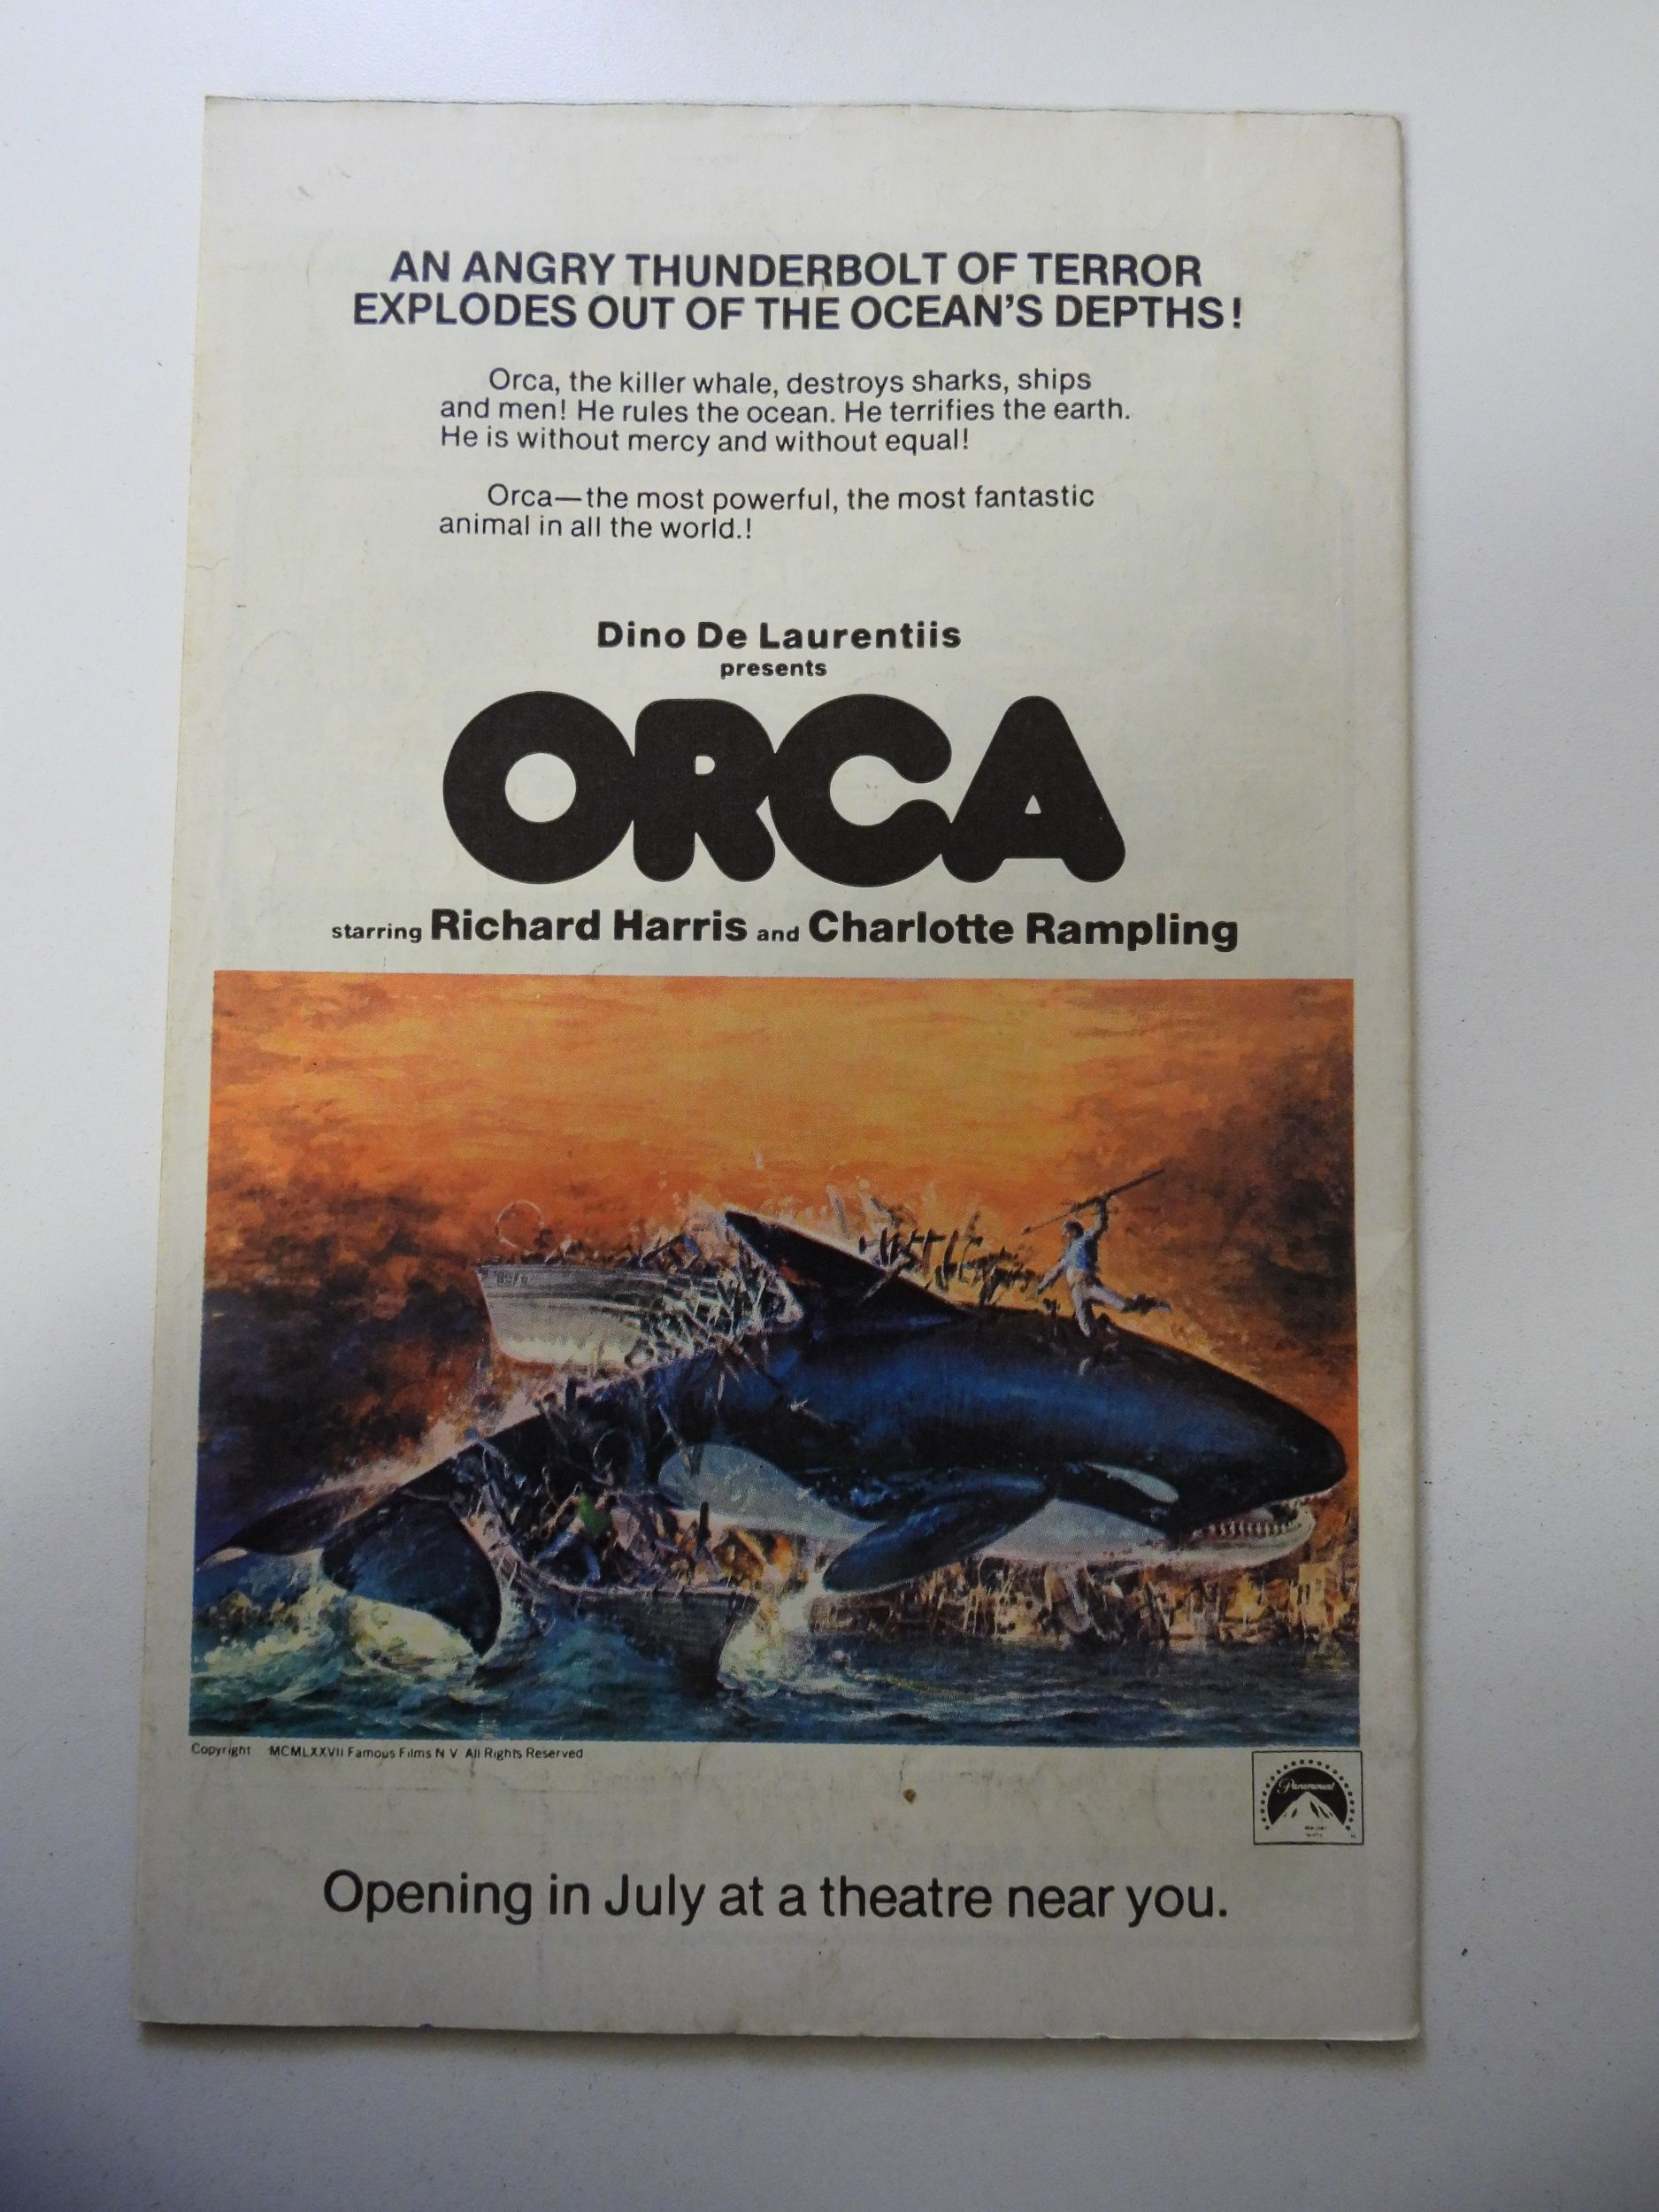 AN ANGRY THUNDERBOLT OF TERROR
EXPLODES OUT OF THE OCEAN'S DEPTHS!
Orca, the killer whale, destroys sharks, ships
and men! He rules the ocean. He terrifies the earth.
He is without mercy and without equal!
Orca—the most powerful, the most fantastic
animal in all the world.!
Dino De Laurentiis
presents
ORCA
starring Richard Harris and Charlotte Rampling
Copyright MCMLXXVII Famous Films N V All Rights Reserved
Paramount
Opening in July at a theatre near you.